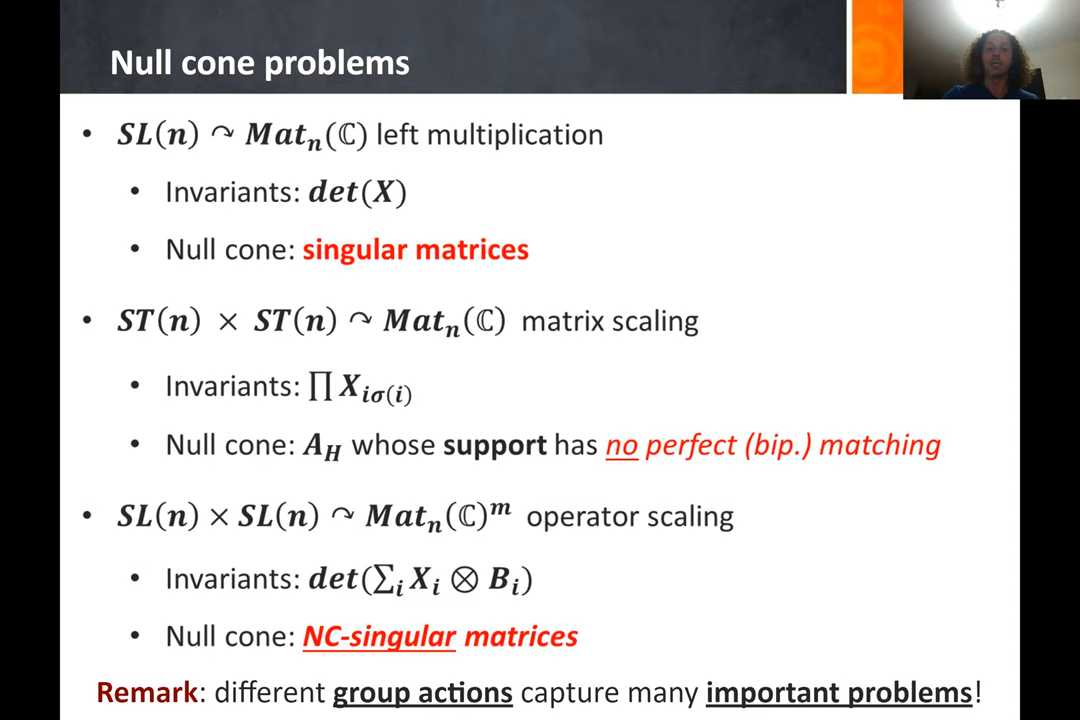 Null cone problems
• SL(n) ↷ Mat_n(ℂ) left multiplication
• Invariants: det(X)
• Null cone: singular matrices
• ST(n) × ST(n) ↷ Mat_n(ℂ) matrix scaling
• Invariants: ∏ X_{iσ(i)}
• Null cone: A_H whose support has no perfect (bip.) matching
• SL(n) × SL(n) ↷ Mat_n(ℂ)^m operator scaling
• Invariants: det(∑_i X_i ⊗ B_i)
• Null cone: NC-singular matrices
Remark: different group actions capture many important problems!